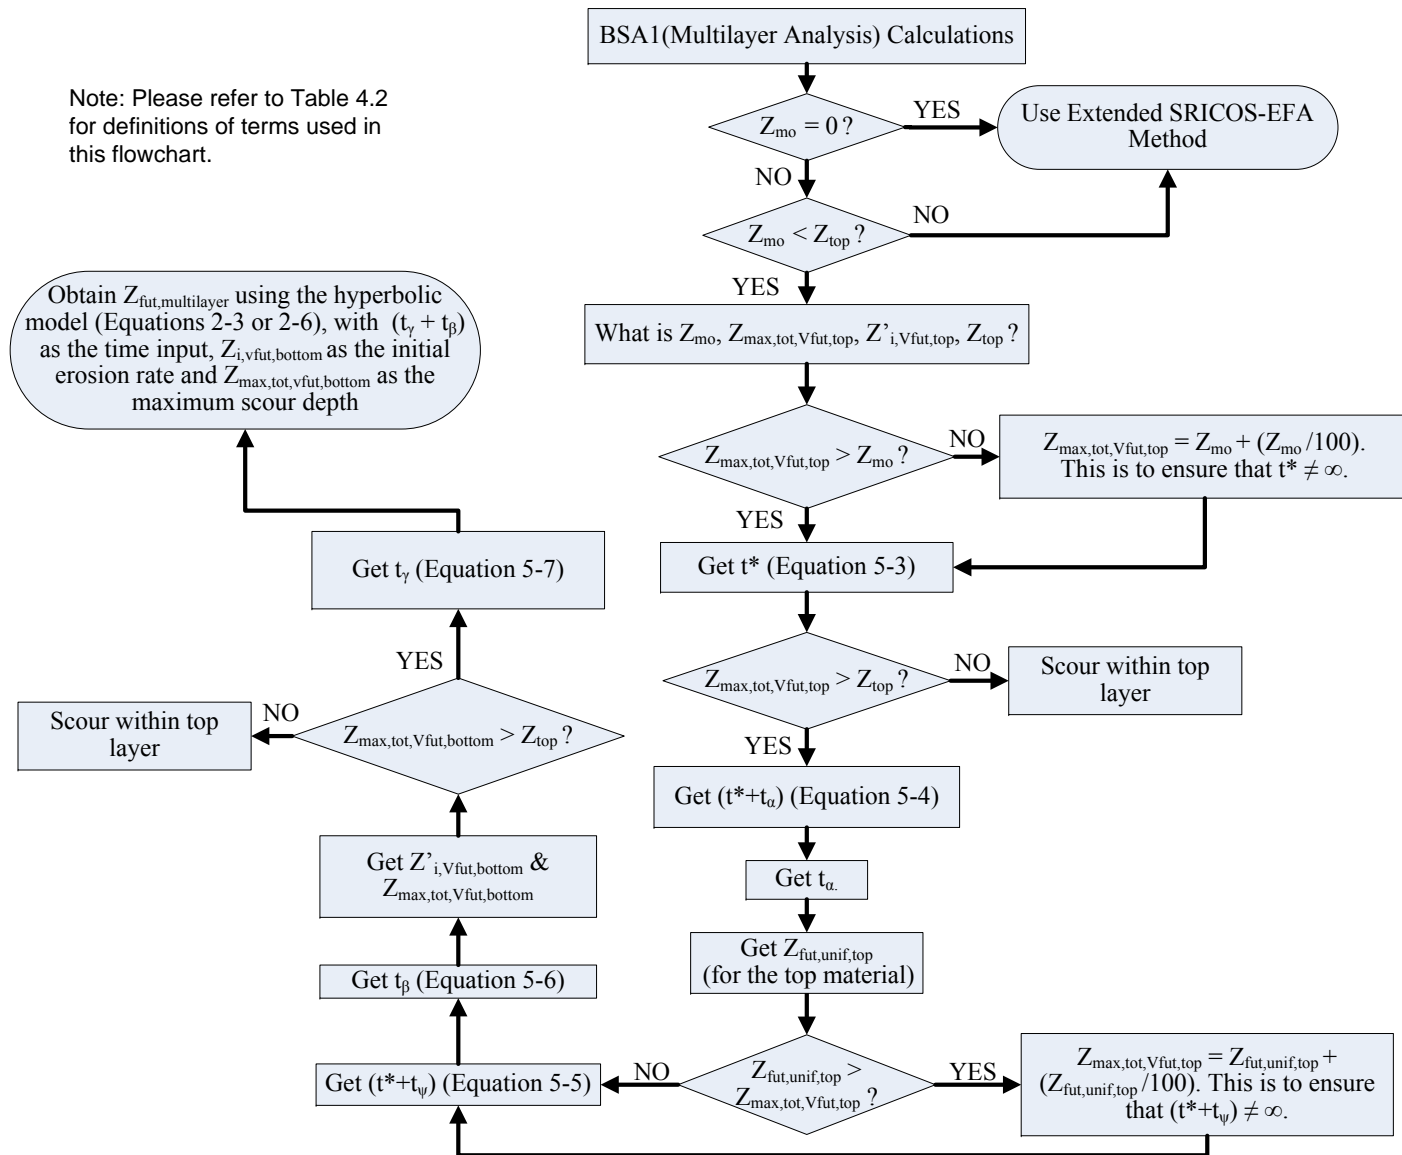 BSA1(Multilayer Analysis) Calculations
Note: Please refer to Table 4.2
for definitions of terms used in
this flowchart.
Z_mo = 0 ?
YES
Use Extended SRICOS-EFA
Method
NO
Z_mo < Z_top ?
NO
YES
What is Z_mo, Z_max,tot,Vfut,top, Z’_i,Vfut,top, Z_top ?
Z_max,tot,Vfut,top > Z_mo ?
NO
Z_max,tot,Vfut,top = Z_mo + (Z_mo /100).
This is to ensure that t* ≠ ∞.
YES
Get t* (Equation 5-3)
Z_max,tot,Vfut,top > Z_top ?
NO
Scour within top
layer
YES
Get (t*+t_α) (Equation 5-4)
Get t_α.
Get Z_fut,unif,top
(for the top material)
Z_fut,unif,top >
Z_max,tot,Vfut,top ?
YES
Z_max,tot,Vfut,top = Z_fut,unif,top +
(Z_fut,unif,top /100). This is to ensure
that (t*+t_ψ) ≠ ∞.
NO
Get (t*+t_ψ) (Equation 5-5)
Get t_β (Equation 5-6)
Get Z’_i,Vfut,bottom &
Z_max,tot,Vfut,bottom
Z_max,tot,Vfut,bottom > Z_top ?
NO
Scour within top
layer
YES
Get t_γ (Equation 5-7)
Obtain Z_fut,multilayer using the hyperbolic
model (Equations 2-3 or 2-6), with (t_γ + t_β)
as the time input, Z_i,vfut,bottom as the initial
erosion rate and Z_max,tot,vfut,bottom as the
maximum scour depth